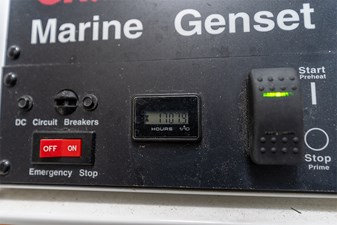 Marine Genset
Start
Preheat
DC Circuit Breakers
HOURS 1/10
OFF ON
Stop
Prime
Emergency Stop